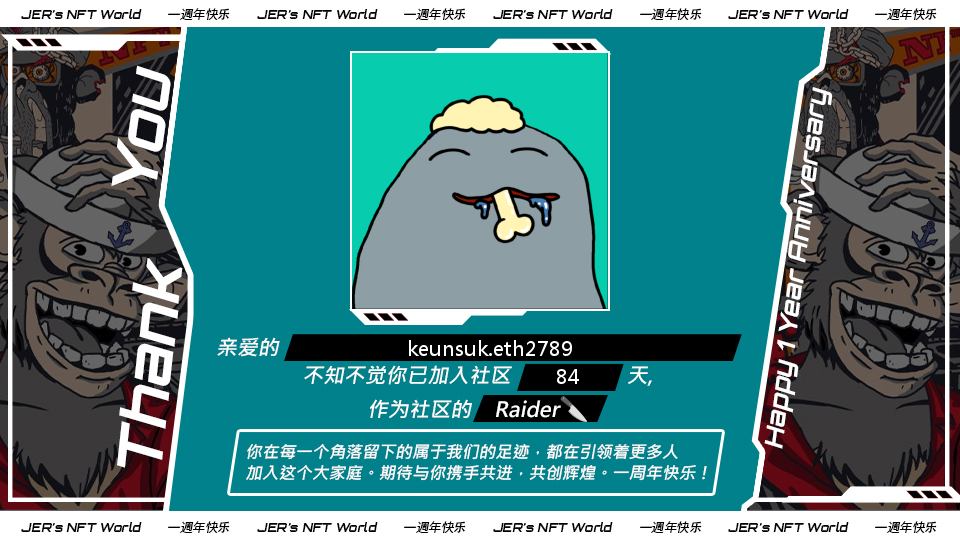 JER's NFT World 一週年快乐 JER's NFT World 一週年快乐 JER's NFT World 一週年快乐 JER's NFT World 一週年快乐
Thank You
NFT
亲爱的 keunsuk.eth2789
不知不觉你已加入社区 84 天,
作为社区的 Raider🔪
你在每一个角落留下的属于我们的足迹，都在引领着更多人
加入这个大家庭。期待与你携手共进，共创辉煌。一周年快乐！
Happy 1 Year Anniversary
JER's NFT World 一週年快乐 JER's NFT World 一週年快乐 JER's NFT World 一週年快乐 JER's NFT World 一週年快乐